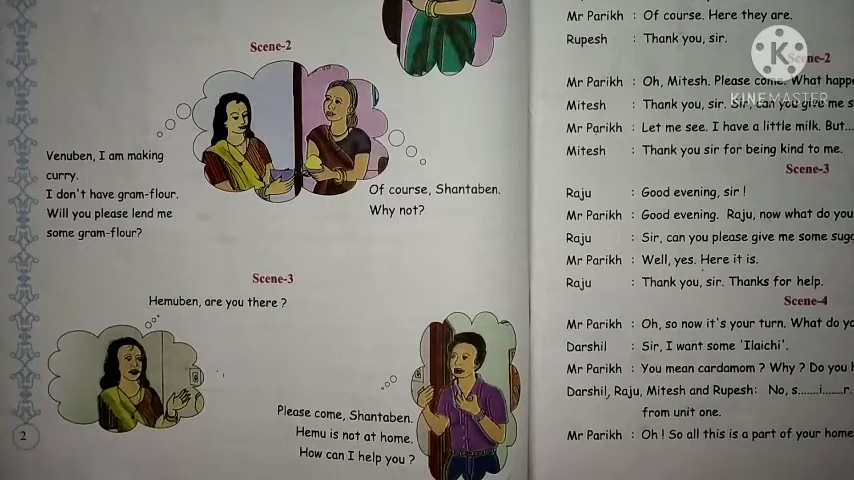 Scene-2
Venuben, I am making
curry.
I don't have gram-flour.
Will you please lend me
some gram-flour?
Of course, Shantaben.
Why not?
Scene-3
Hemuben, are you there ?
Please come, Shantaben.
Hemu is not at home.
How can I help you ?
2
Mr Parikh : Of course. Here they are.
Rupesh : Thank you, sir.
Scene-2
Mr Parikh : Oh, Mitesh. Please come. What
Mitesh : Thank you, sir. Sir, can you give me
Mr Parikh : Let me see. I have a little milk. But...
Mitesh : Thank you sir for being kind to me.
Scene-3
Raju : Good evening, sir !
Mr Parikh : Good evening. Raju, now what do you
Raju : Sir, can you please give me some
Mr Parikh : Well, yes. Here it is.
Raju : Thank you, sir. Thanks for help.
Scene-4
Mr Parikh : Oh, so now it's your turn. What do
Darshil : Sir, I want some 'Ilaichi'.
Mr Parikh : You mean cardamom ? Why ? Do you
Darshil, Raju, Mitesh and Rupesh: No, s.......i.......r.
from unit one.
Mr Parikh : Oh ! So all this is a part of your home
K
KINEMASTER